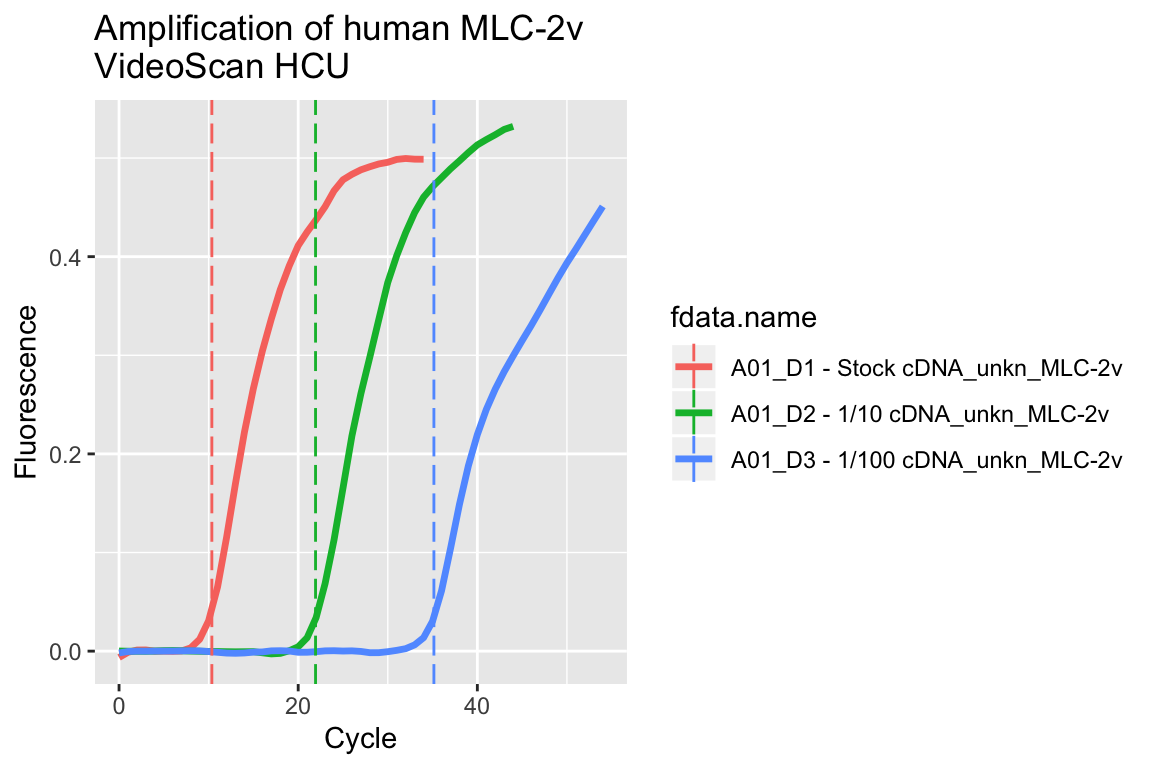 Amplification of human MLC-2v
VideoScan HCU
Fluorescence
0.4
0.2
0.0
0
20
40
Cycle
fdata.name
A01_D1 - Stock cDNA_unkn_MLC-2v
A01_D2 - 1/10 cDNA_unkn_MLC-2v
A01_D3 - 1/100 cDNA_unkn_MLC-2v